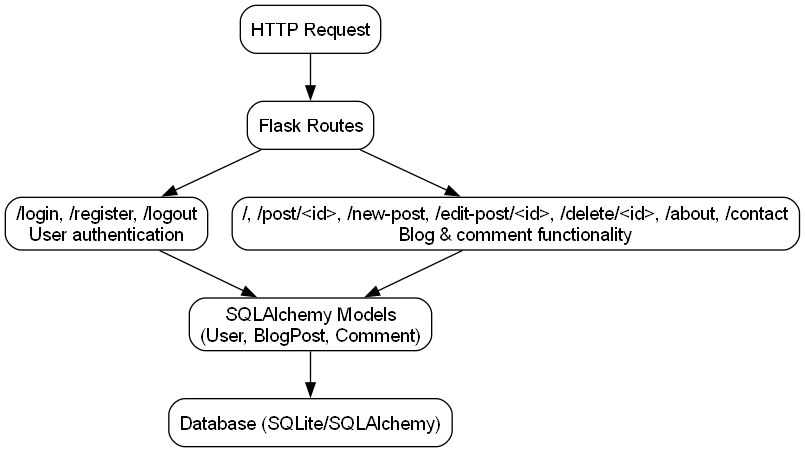 HTTP Request
Flask Routes
/login, /register, /logout
User authentication
/, /post/<id>, /new-post, /edit-post/<id>, /delete/<id>, /about, /contact
Blog & comment functionality
SQLAlchemy Models
(User, BlogPost, Comment)
Database (SQLite/SQLAlchemy)